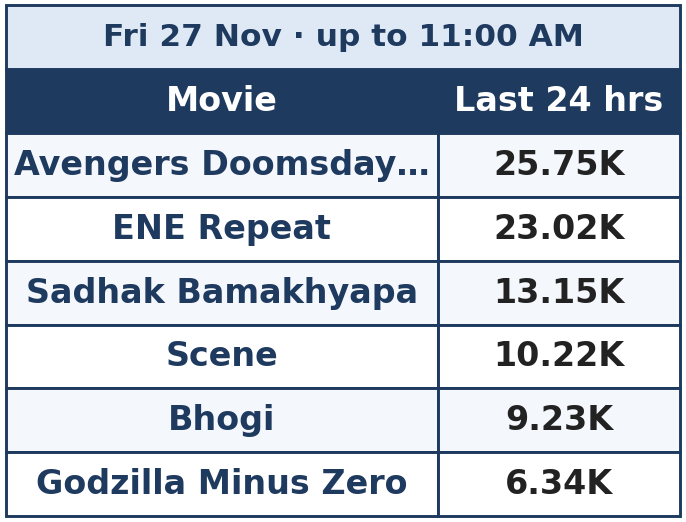 Fri 27 Nov · up to 11:00 AM
Movie Last 24 hrs
Avengers Doomsday... 25.75K
ENE Repeat 23.02K
Sadhak Bamakhyapa 13.15K
Scene 10.22K
Bhogi 9.23K
Godzilla Minus Zero 6.34K